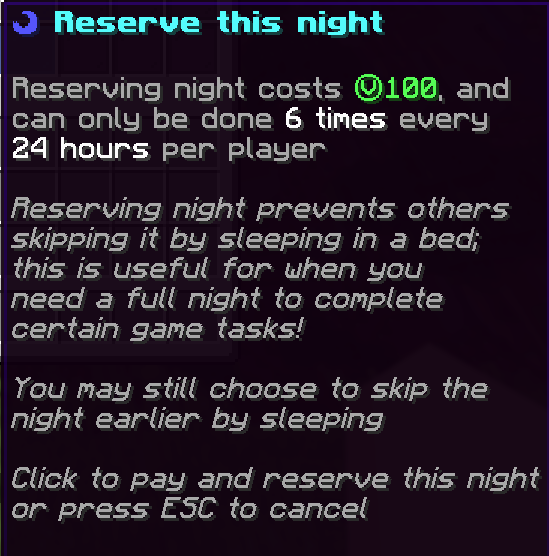 Reserve this night
Reserving night costs 100, and
can only be done 6 times every
24 hours per player
Reserving night prevents others
skipping it by sleeping in a bed;
this is useful for when you
need a full night to complete
certain game tasks!
You may still choose to skip the
night earlier by sleeping
Click to pay and reserve this night
or press ESC to cancel